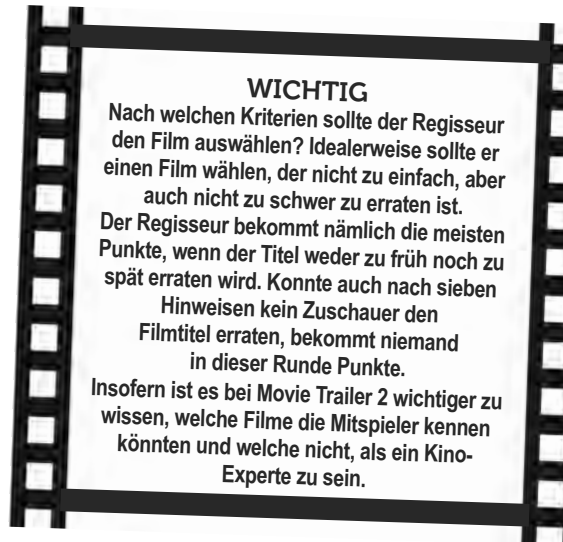 WICHTIG
Nach welchen Kriterien sollte der Regisseur
den Film auswählen? Idealerweise sollte er
einen Film wählen, der nicht zu einfach, aber
auch nicht zu schwer zu erraten ist.
Der Regisseur bekommt nämlich die meisten
Punkte, wenn der Titel weder zu früh noch zu
spät erraten wird. Konnte auch nach sieben
Hinweisen kein Zuschauer den
Filmtitel erraten, bekommt niemand
in dieser Runde Punkte.
Insofern ist es bei Movie Trailer 2 wichtiger zu
wissen, welche Filme die Mitspieler kennen
könnten und welche nicht, als ein Kino-
Experte zu sein.